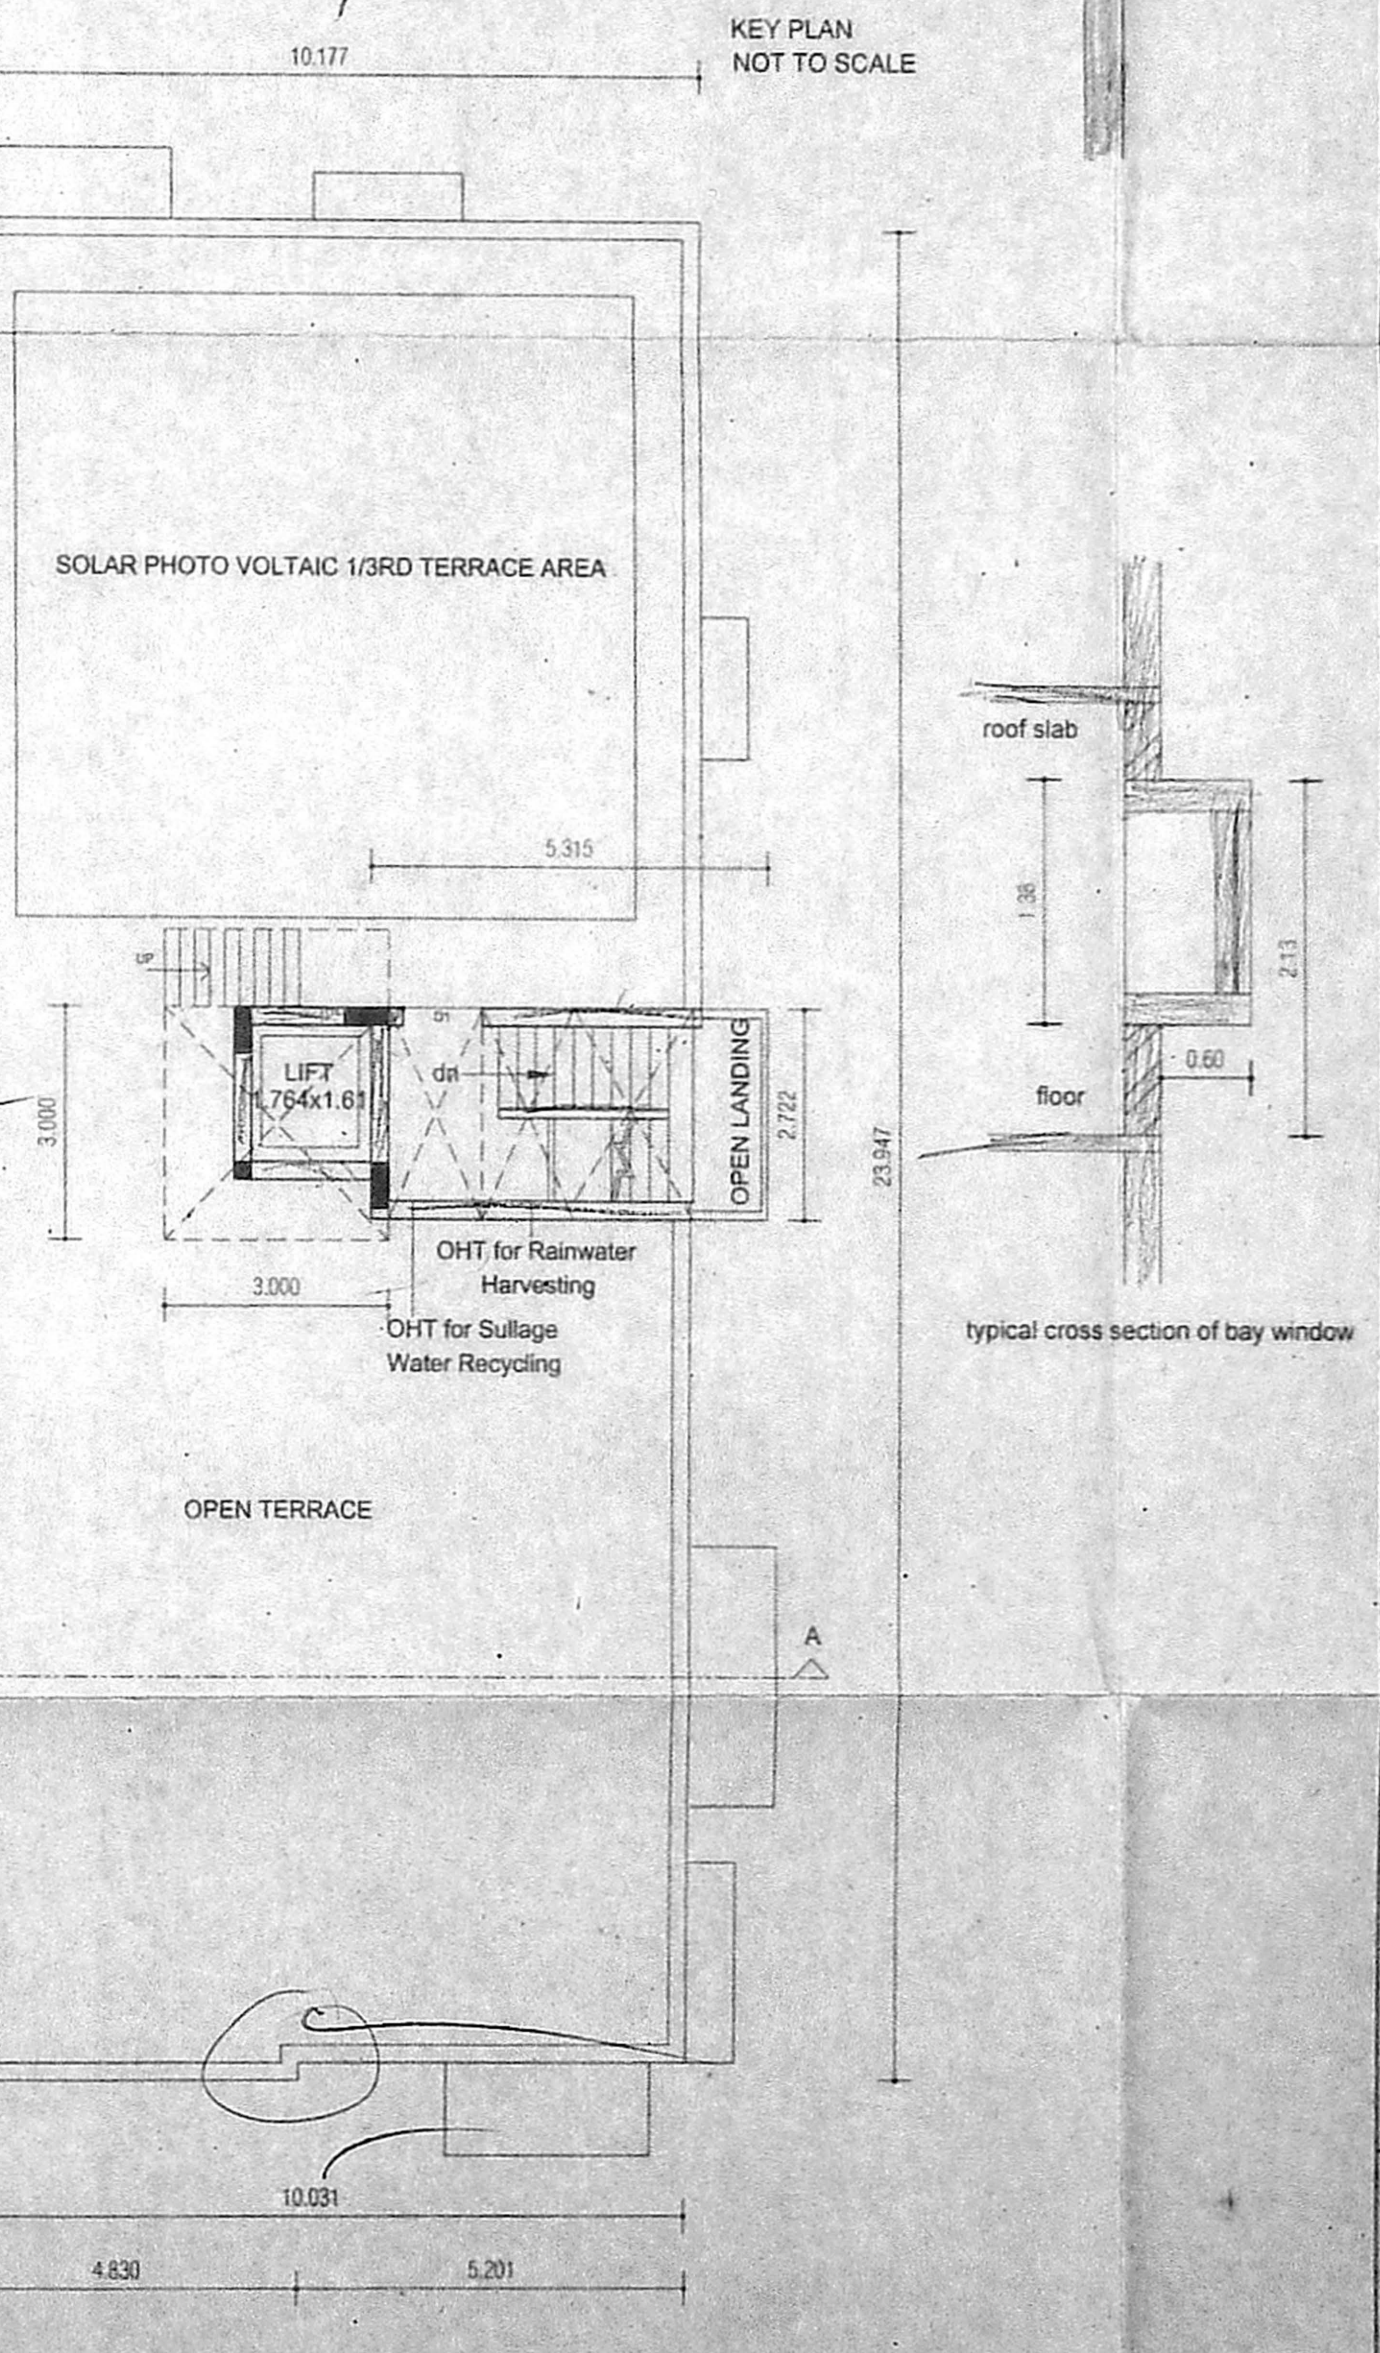 KEY PLAN
NOT TO SCALE
10.177
SOLAR PHOTO VOLTAIC 1/3RD TERRACE AREA
5.315
roof slab
1.38
2.13
0.60
floor
typical cross section of bay window
UP
LIFT
1.764x1.61
OPEN LANDING
2.722
3.000
23.947
3.000
OHT for Rainwater
Harvesting
OHT for Sullage
Water Recycling
OPEN TERRACE
A
10.031
4.830
5.201